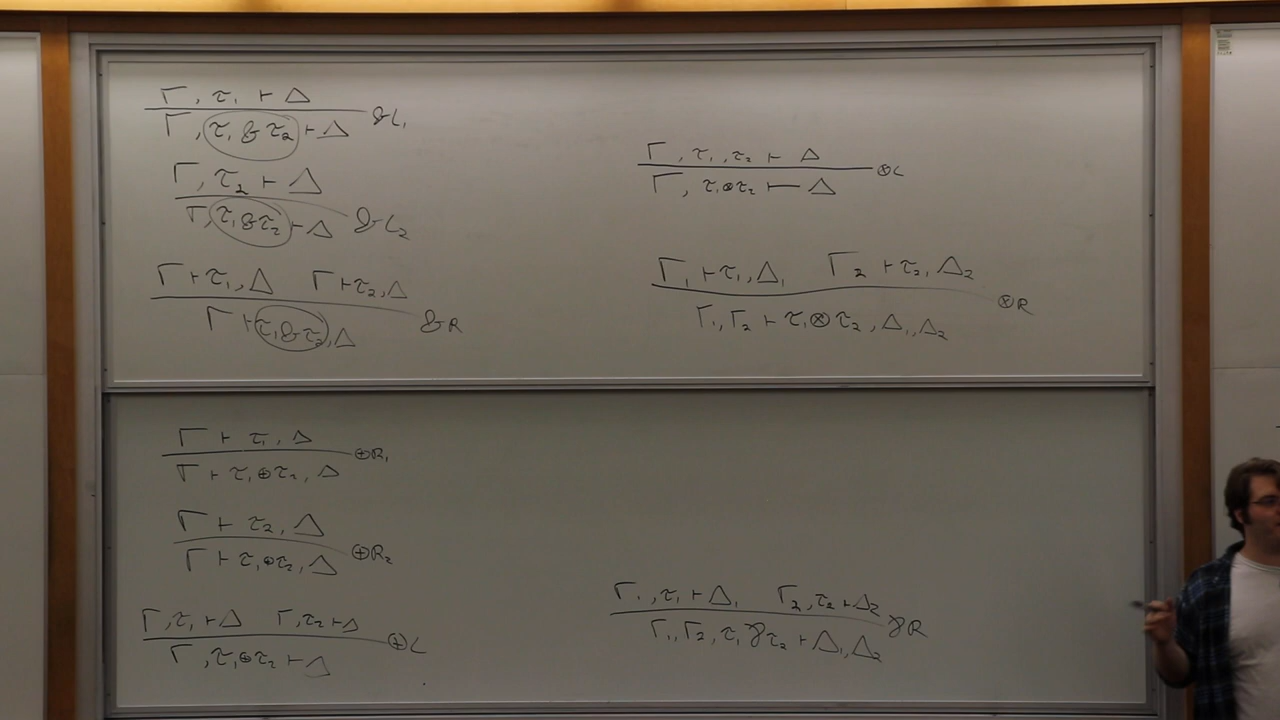 Γ, τ₁ ⊢ Δ
Γ, τ₁ & τ₂ ⊢ Δ &L₁
Γ, τ₂ ⊢ Δ
Γ, τ₁ & τ₂ ⊢ Δ &L₂
Γ ⊢ τ₁, Δ Γ ⊢ τ₂, Δ
Γ ⊢ τ₁ & τ₂, Δ &R
Γ, τ₁, τ₂ ⊢ Δ
Γ, τ₁ ⊗ τ₂ ⊢ Δ ⊗L
Γ₁ ⊢ τ₁, Δ₁ Γ₂ ⊢ τ₂, Δ₂
Γ₁, Γ₂ ⊢ τ₁ ⊗ τ₂, Δ₁, Δ₂ ⊗R
Γ ⊢ τ₁, Δ
Γ ⊢ τ₁ ⊕ τ₂, Δ ⊕R₁
Γ ⊢ τ₂, Δ
Γ ⊢ τ₁ ⊕ τ₂, Δ ⊕R₂
Γ, τ₁ ⊢ Δ Γ, τ₂ ⊢ Δ
Γ, τ₁ ⊕ τ₂ ⊢ Δ ⊕L
Γ₁, τ₁ ⊢ Δ₁ Γ₂, τ₂ ⊢ Δ₂
Γ₁, Γ₂, τ₁ ⅋ τ₂ ⊢ Δ₁, Δ₂ ⅋R